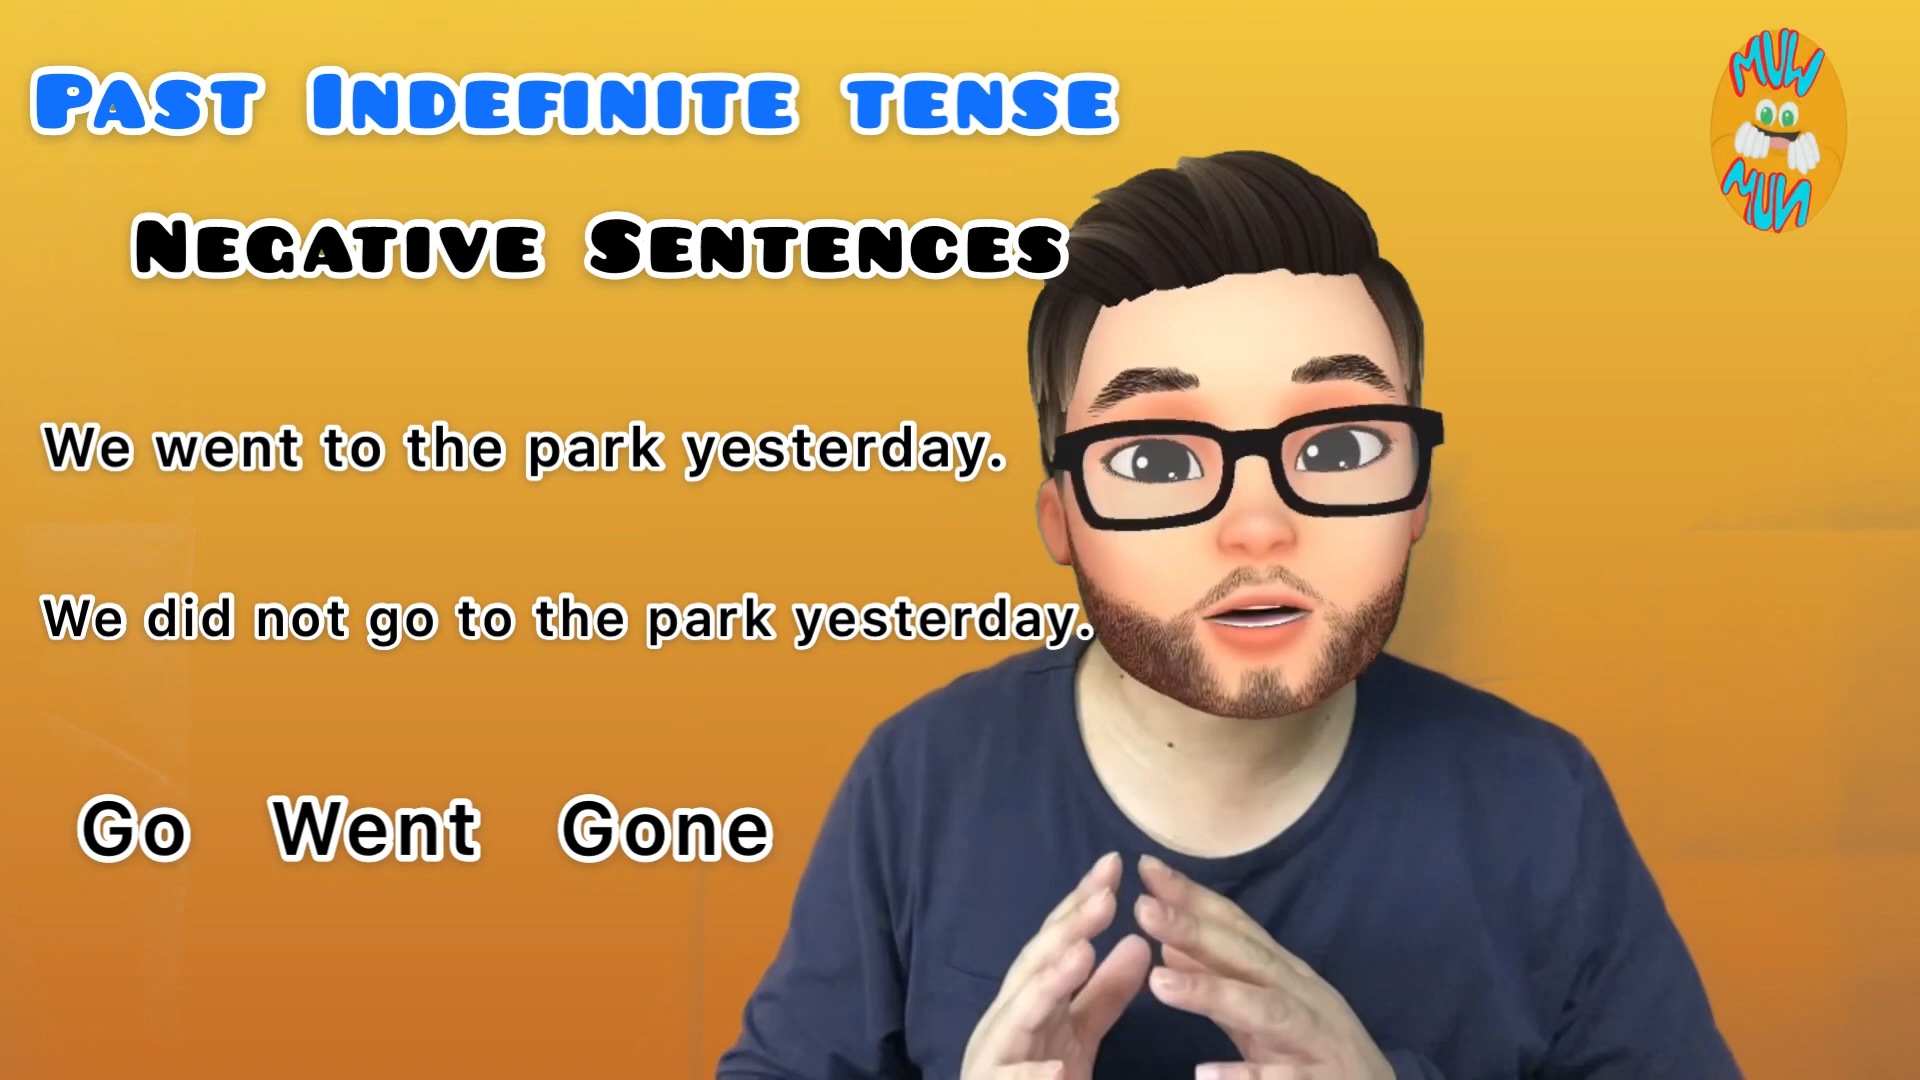 Past Indefinite tense
Negative Sentences
We went to the park yesterday.
We did not go to the park yesterday.
Go Went Gone
MUW
MUN